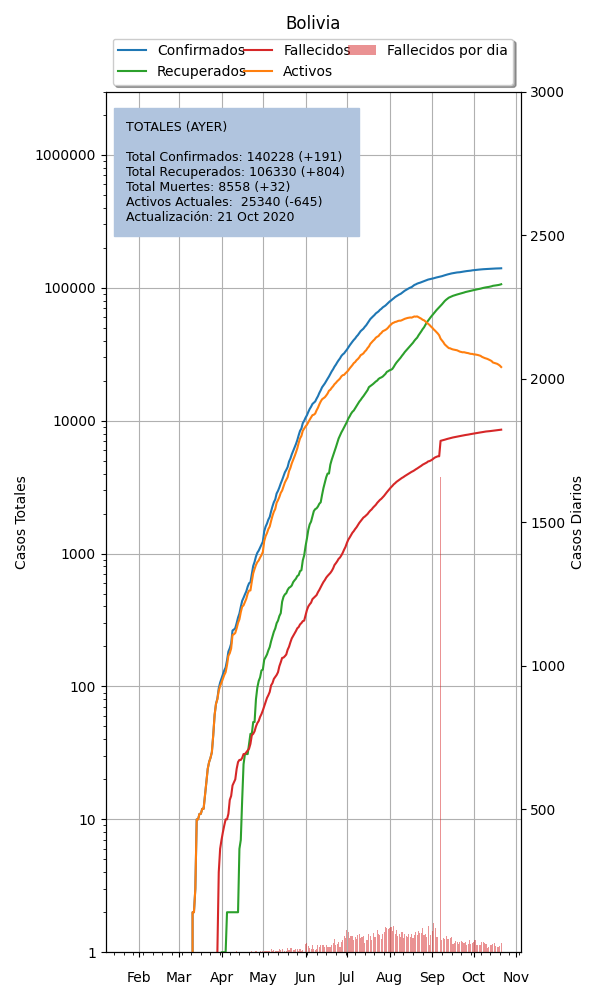 Bolivia
Confirmados
Recuperados
Fallecidos
Activos
Fallecidos por dia
TOTALES (AYER)
Total Confirmados: 140228 (+191)
Total Recuperados: 106330 (+804)
Total Muertes: 8558 (+32)
Activos Actuales:  25340 (-645)
Actualización: 21 Oct 2020
Casos Totales
1000000
100000
10000
1000
100
10
1
Casos Diarios
3000
2500
2000
1500
1000
500
Feb Mar Apr May Jun Jul Aug Sep Oct Nov